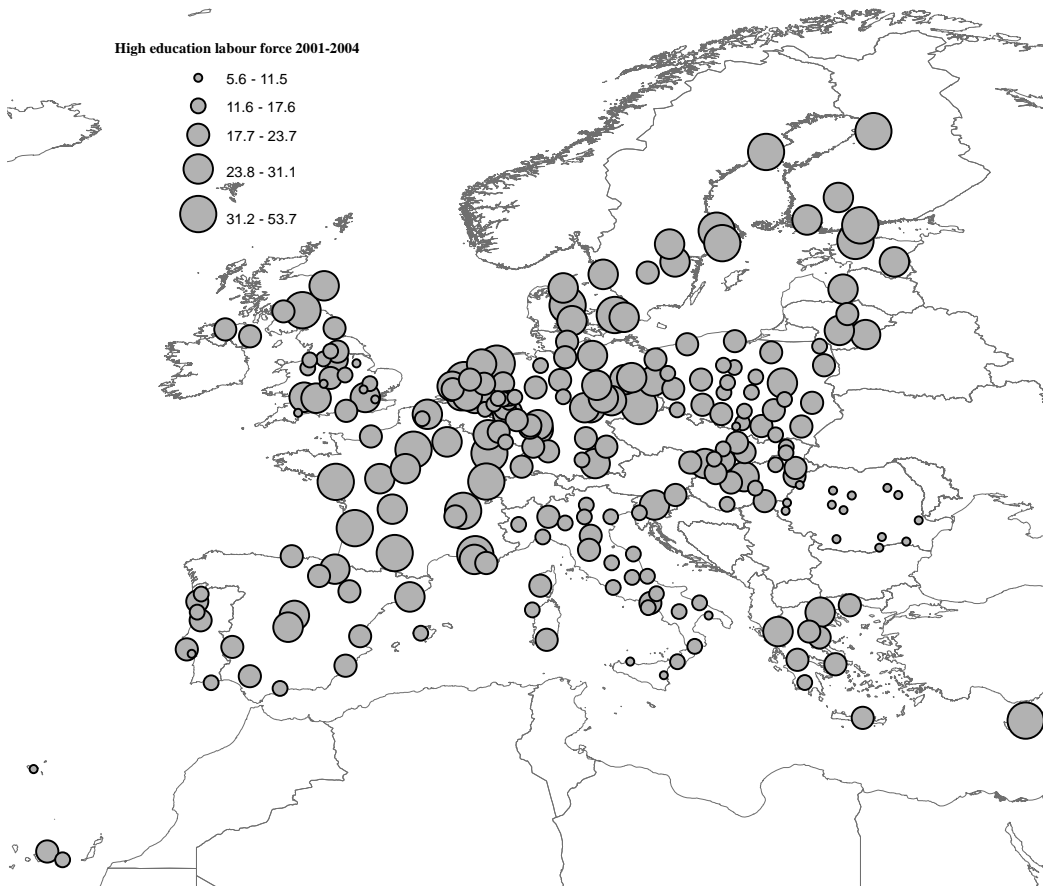 High education labour force 2001-2004
5.6 - 11.5
11.6 - 17.6
17.7 - 23.7
23.8 - 31.1
31.2 - 53.7